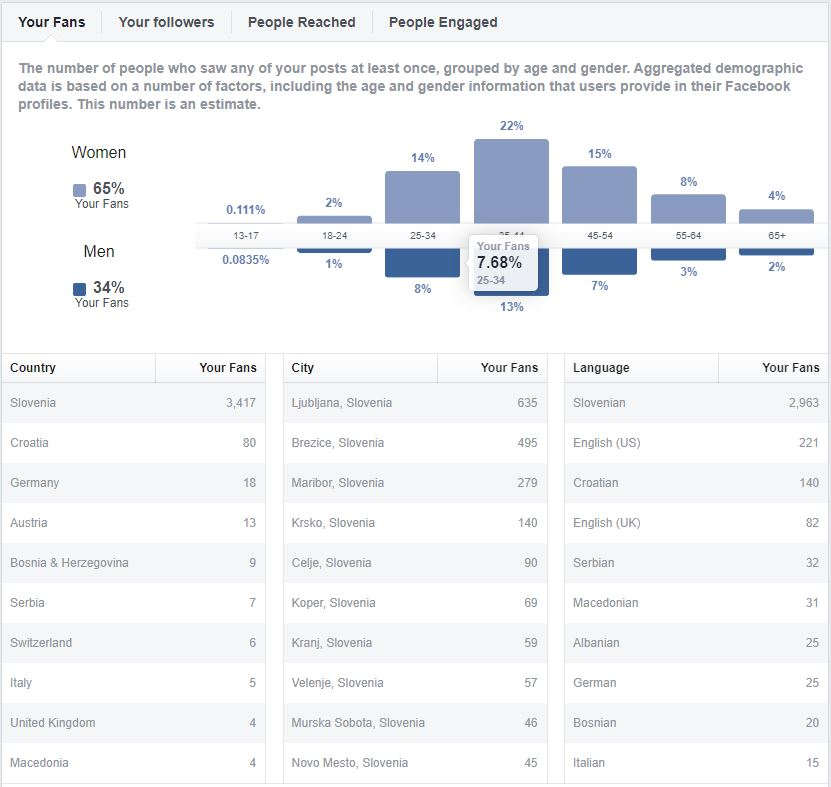 Your Fans Your followers People Reached People Engaged
The number of people who saw any of your posts at least once, grouped by age and gender. Aggregated demographic
data is based on a number of factors, including the age and gender information that users provide in their Facebook
profiles. This number is an estimate.
Women
65%
Your Fans
Men
34%
Your Fans
0.111% 2% 14% 22% 15% 8% 4%
13-17 18-24 25-34 35-44 45-54 55-64 65+
0.0835% 1% 8% 13% 7% 3% 2%
Your Fans
7.68%
25-34
Country Your Fans
Slovenia 3,417
Croatia 80
Germany 18
Austria 13
Bosnia & Herzegovina 9
Serbia 7
Switzerland 6
Italy 5
United Kingdom 4
Macedonia 4
City Your Fans
Ljubljana, Slovenia 635
Brezice, Slovenia 495
Maribor, Slovenia 279
Krsko, Slovenia 140
Celje, Slovenia 90
Koper, Slovenia 69
Kranj, Slovenia 59
Velenje, Slovenia 57
Murska Sobota, Slovenia 46
Novo Mesto, Slovenia 45
Language Your Fans
Slovenian 2,963
English (US) 221
Croatian 140
English (UK) 82
Serbian 32
Macedonian 31
Albanian 25
German 25
Bosnian 20
Italian 15